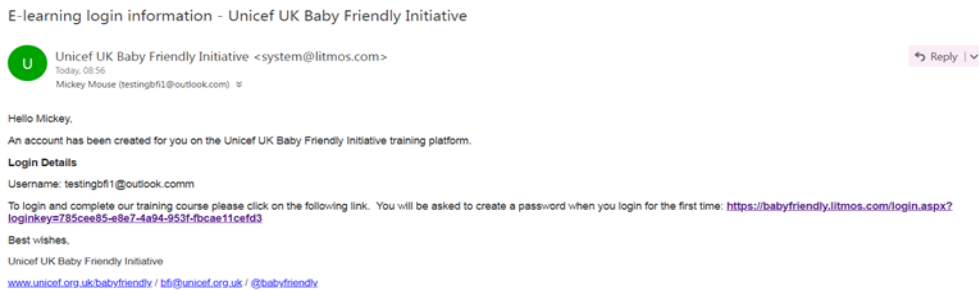 E-learning login information - Unicef UK Baby Friendly Initiative
U
Unicef UK Baby Friendly Initiative <system@litmos.com>
Reply
Today, 08:56
Mickey Mouse (testingbfi1@outlook.com)
Hello Mickey,
An account has been created for you on the Unicef UK Baby Friendly Initiative training platform.
Login Details
Username: testingbfi1@outlook.comm
To login and complete our training course please click on the following link. You will be asked to create a password when you login for the first time: https://babyfriendly.litmos.com/login.aspx?
loginkey=785cee85-e8e7-4a94-953f-fbcae11cefd3
Best wishes,
Unicef UK Baby Friendly Initiative
www.unicef.org.uk/babyfriendly / bfi@unicef.org.uk / @babyfriendly